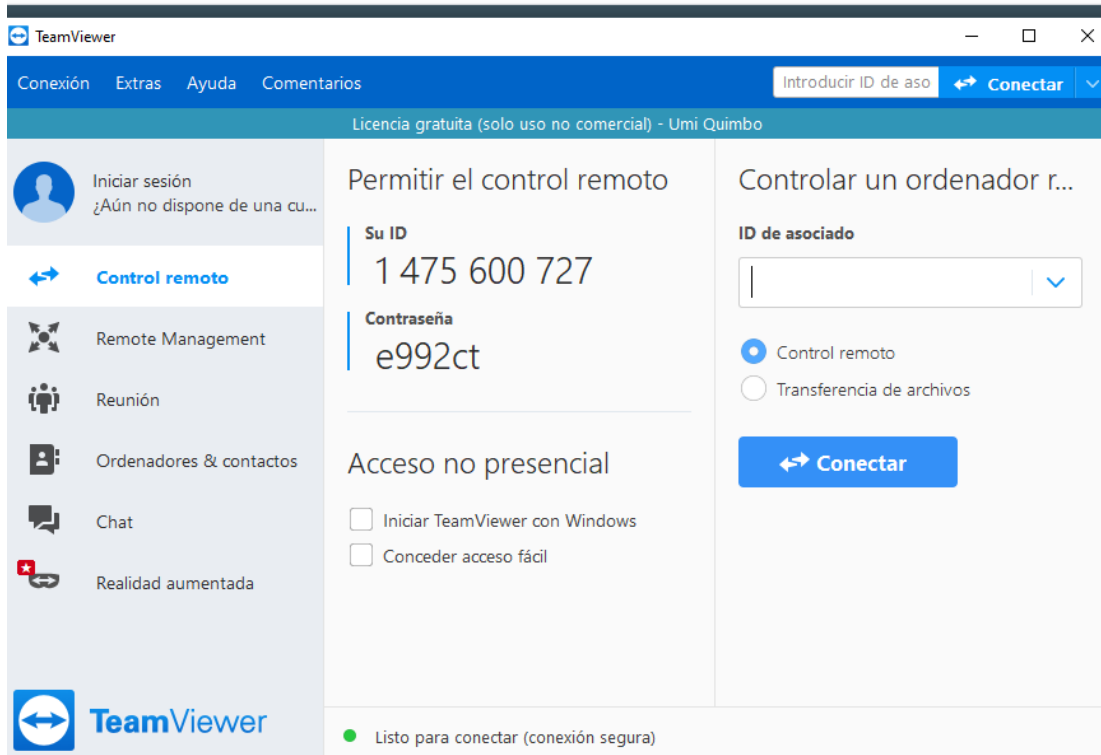 TeamViewer
Conexión Extras Ayuda Comentarios
Introducir ID de aso
Conectar
Licencia gratuita (solo uso no comercial) - Umi Quimbo
Iniciar sesión
¿Aún no dispone de una cu...
Control remoto
Remote Management
Reunión
Ordenadores & contactos
Chat
Realidad aumentada
TeamViewer
Permitir el control remoto
Su ID
1 475 600 727
Contraseña
e992ct
Acceso no presencial
Iniciar TeamViewer con Windows
Conceder acceso fácil
Controlar un ordenador r...
ID de asociado
Control remoto
Transferencia de archivos
Conectar
Listo para conectar (conexión segura)